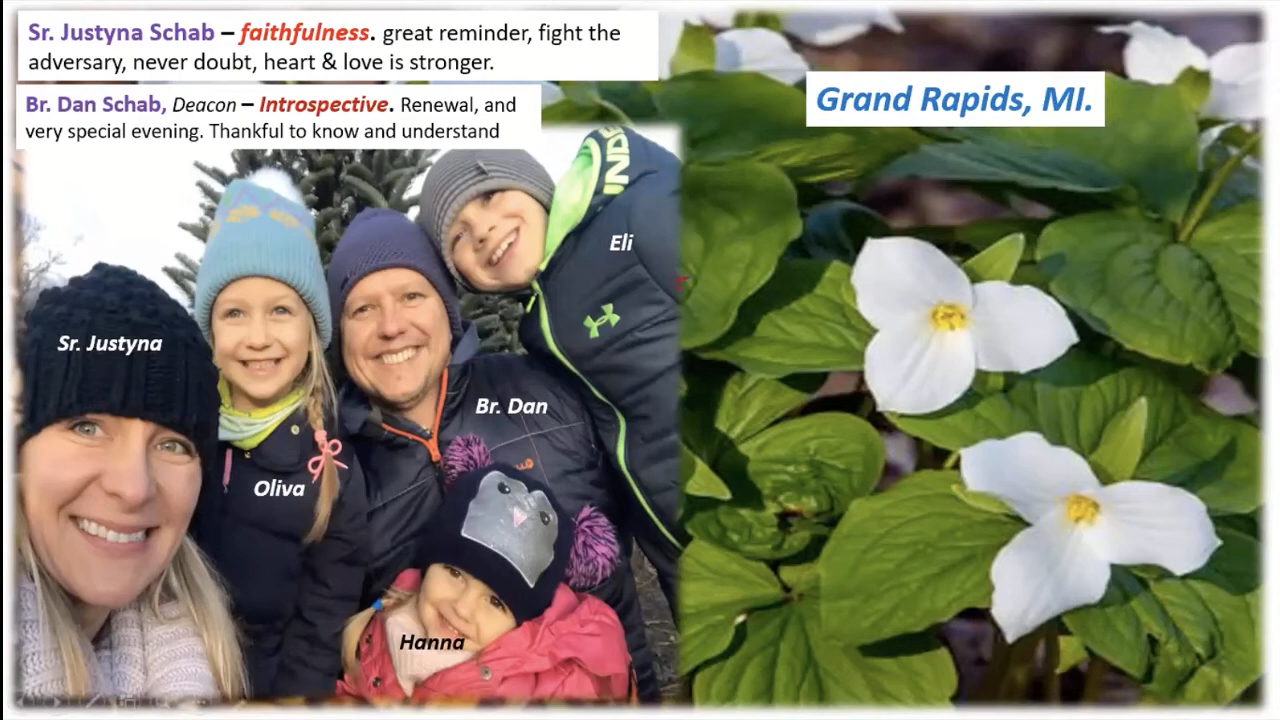 Sr. Justyna Schab – faithfulness. great reminder, fight the
adversary, never doubt, heart & love is stronger.
Br. Dan Schab, Deacon – Introspective. Renewal, and
very special evening. Thankful to know and understand
Grand Rapids, MI.
INDE
Eli
Sr. Justyna
Br. Dan
Oliva
Hanna